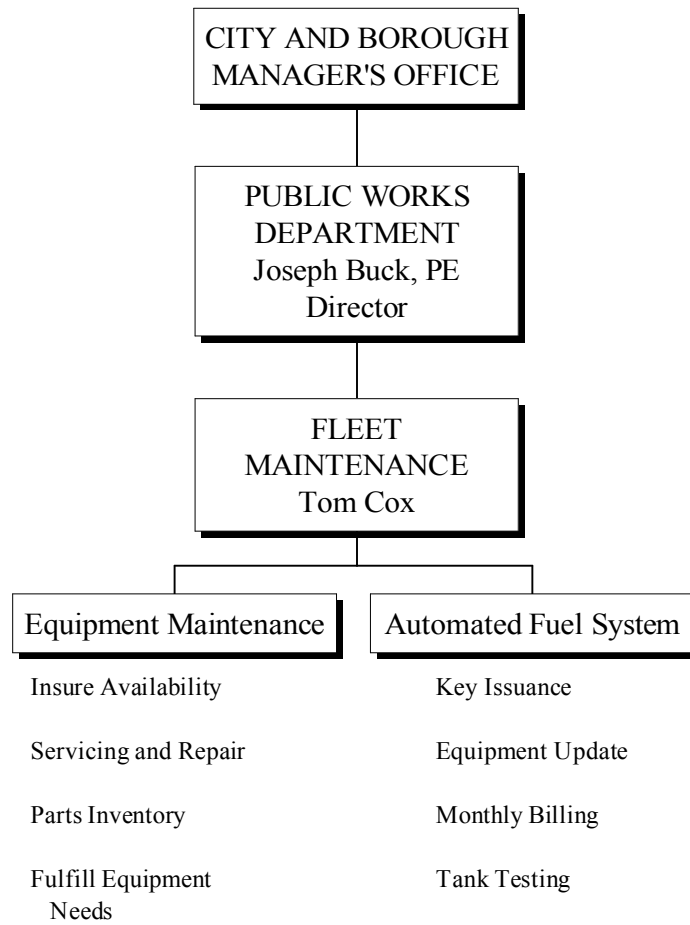 CITY AND BOROUGH
MANAGER'S OFFICE
PUBLIC WORKS
DEPARTMENT
Joseph Buck, PE
Director
FLEET
MAINTENANCE
Tom Cox
Equipment Maintenance
Insure Availability
Servicing and Repair
Parts Inventory
Fulfill Equipment
Needs
Automated Fuel System
Key Issuance
Equipment Update
Monthly Billing
Tank Testing